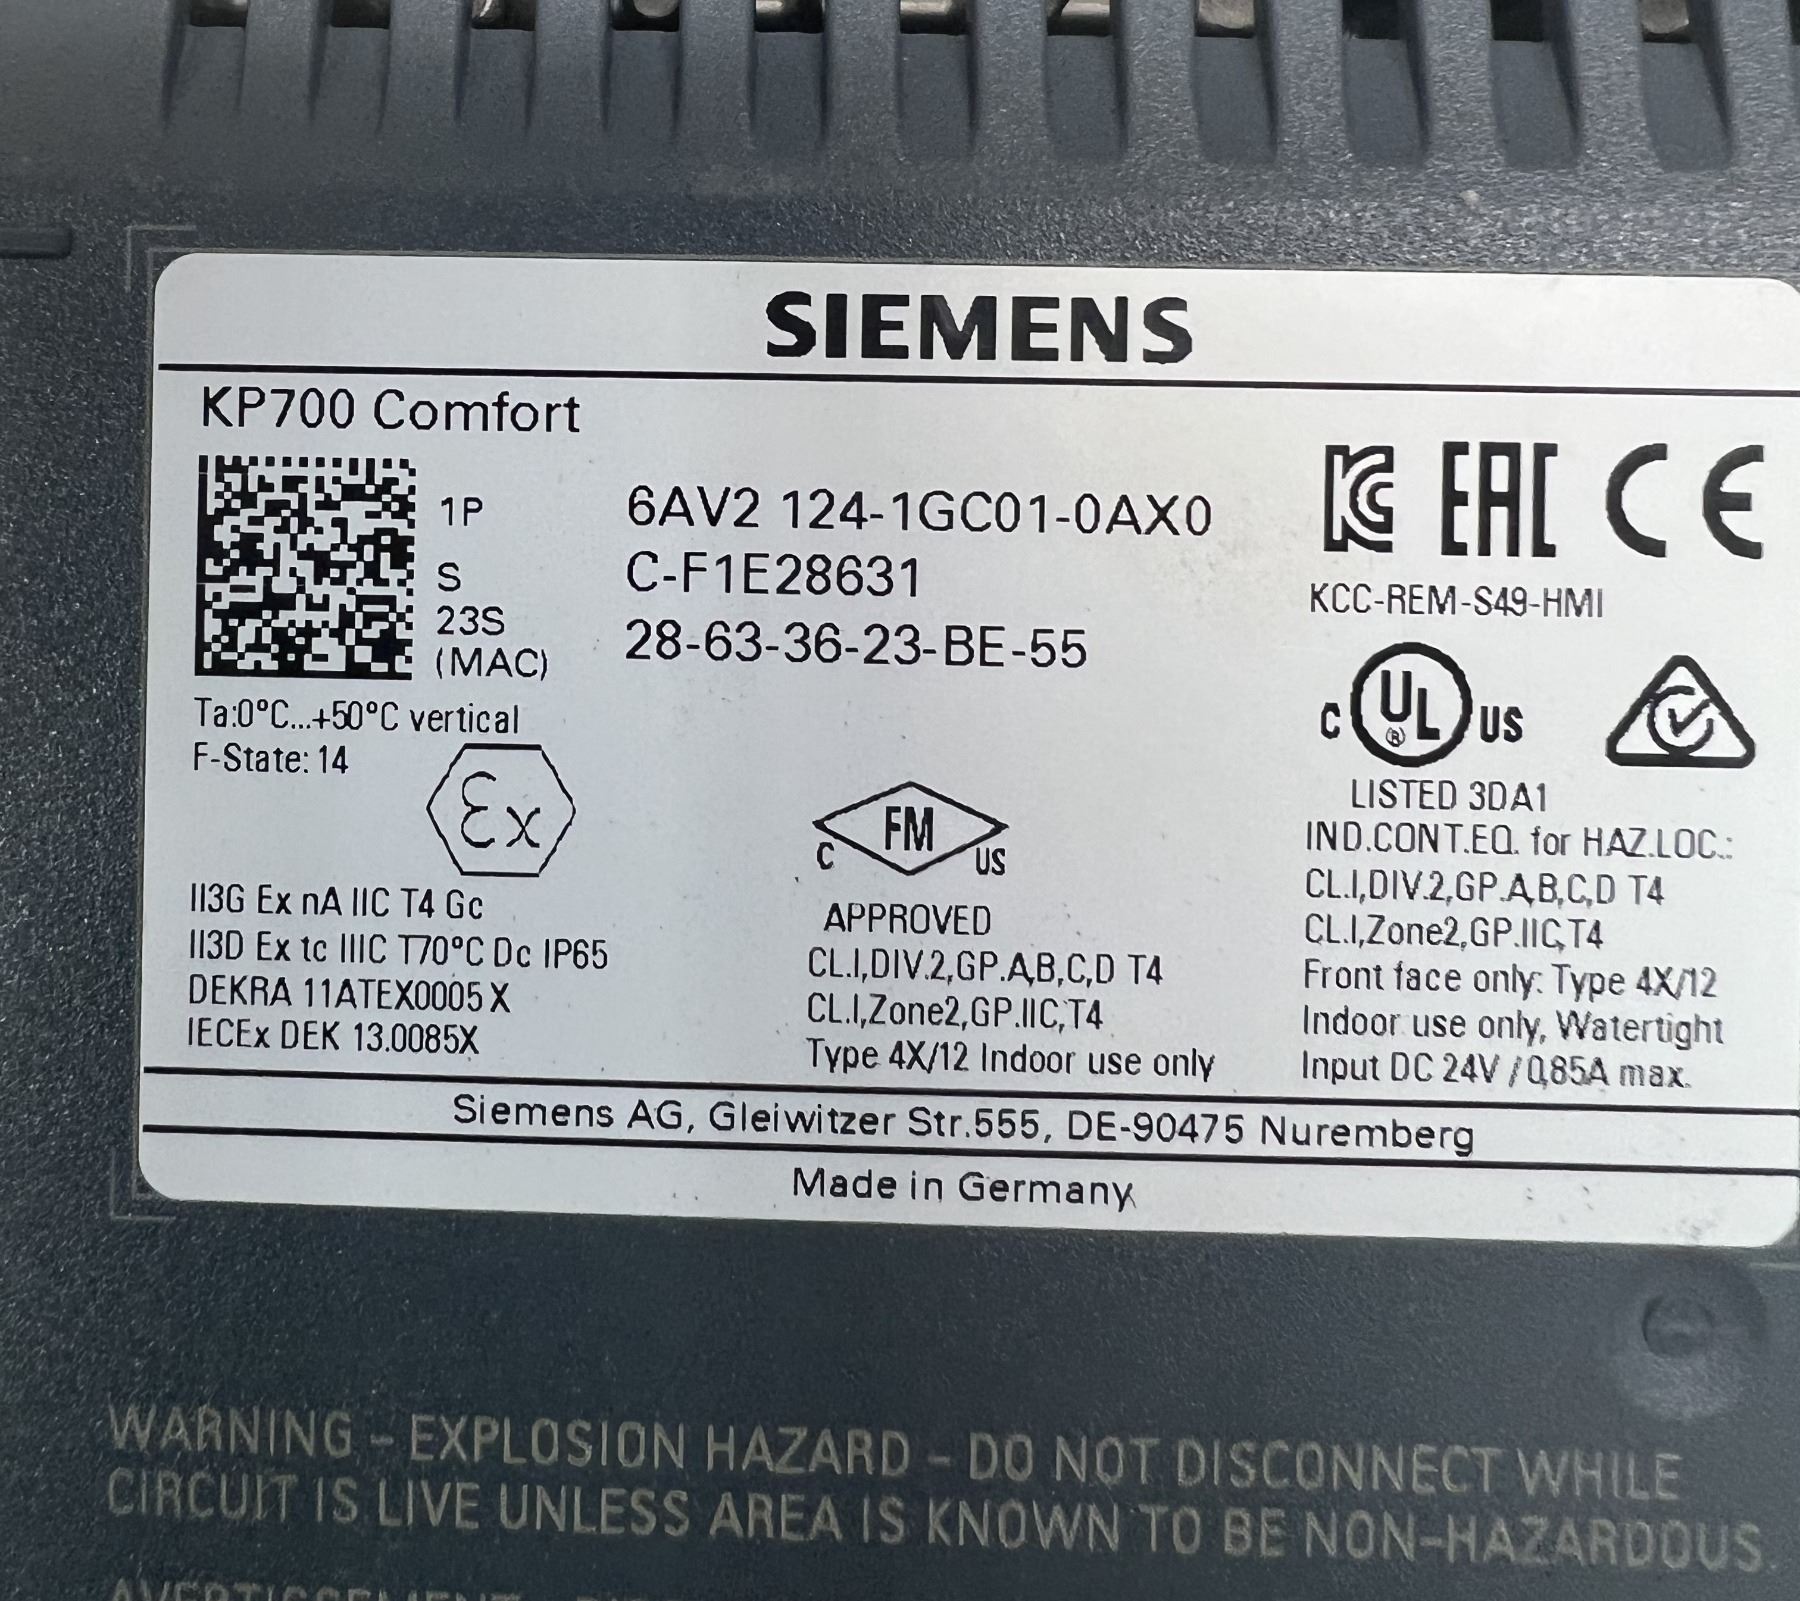 SIEMENS
KP700 Comfort
1P 6AV2 124-1GC01-0AX0
S C-F1E28631
23S 28-63-36-23-BE-55
(MAC)
Ta:0°C...+50°C vertical
F-State: 14
Ex
II3G Ex nA IIC T4 Gc
II3D Ex tc IIIC T70°C Dc IP65
DEKRA 11ATEX0005 X
IECEx DEK 13.0085X
FM
C US
APPROVED
CL.I,DIV.2,GP.A,B,C,D T4
CL.I,Zone2,GP.IIC,T4
Type 4X/12 Indoor use only
EAC CE
KCC-REM-S49-HMI
C UL® US
LISTED 3DA1
IND.CONT.EQ. for HAZ.LOC.:
CL.I,DIV.2,GP.A,B,C,D T4
CL.I,Zone2,GP.IIC,T4
Front face only: Type 4X/12
Indoor use only, Watertight
Input DC 24V / 0,85A max.
Siemens AG, Gleiwitzer Str.555, DE-90475 Nuremberg
Made in Germany
WARNING – EXPLOSION HAZARD – DO NOT DISCONNECT WHILE
CIRCUIT IS LIVE UNLESS AREA IS KNOWN TO BE NON-HAZARDOUS
AVERTISSEMENT